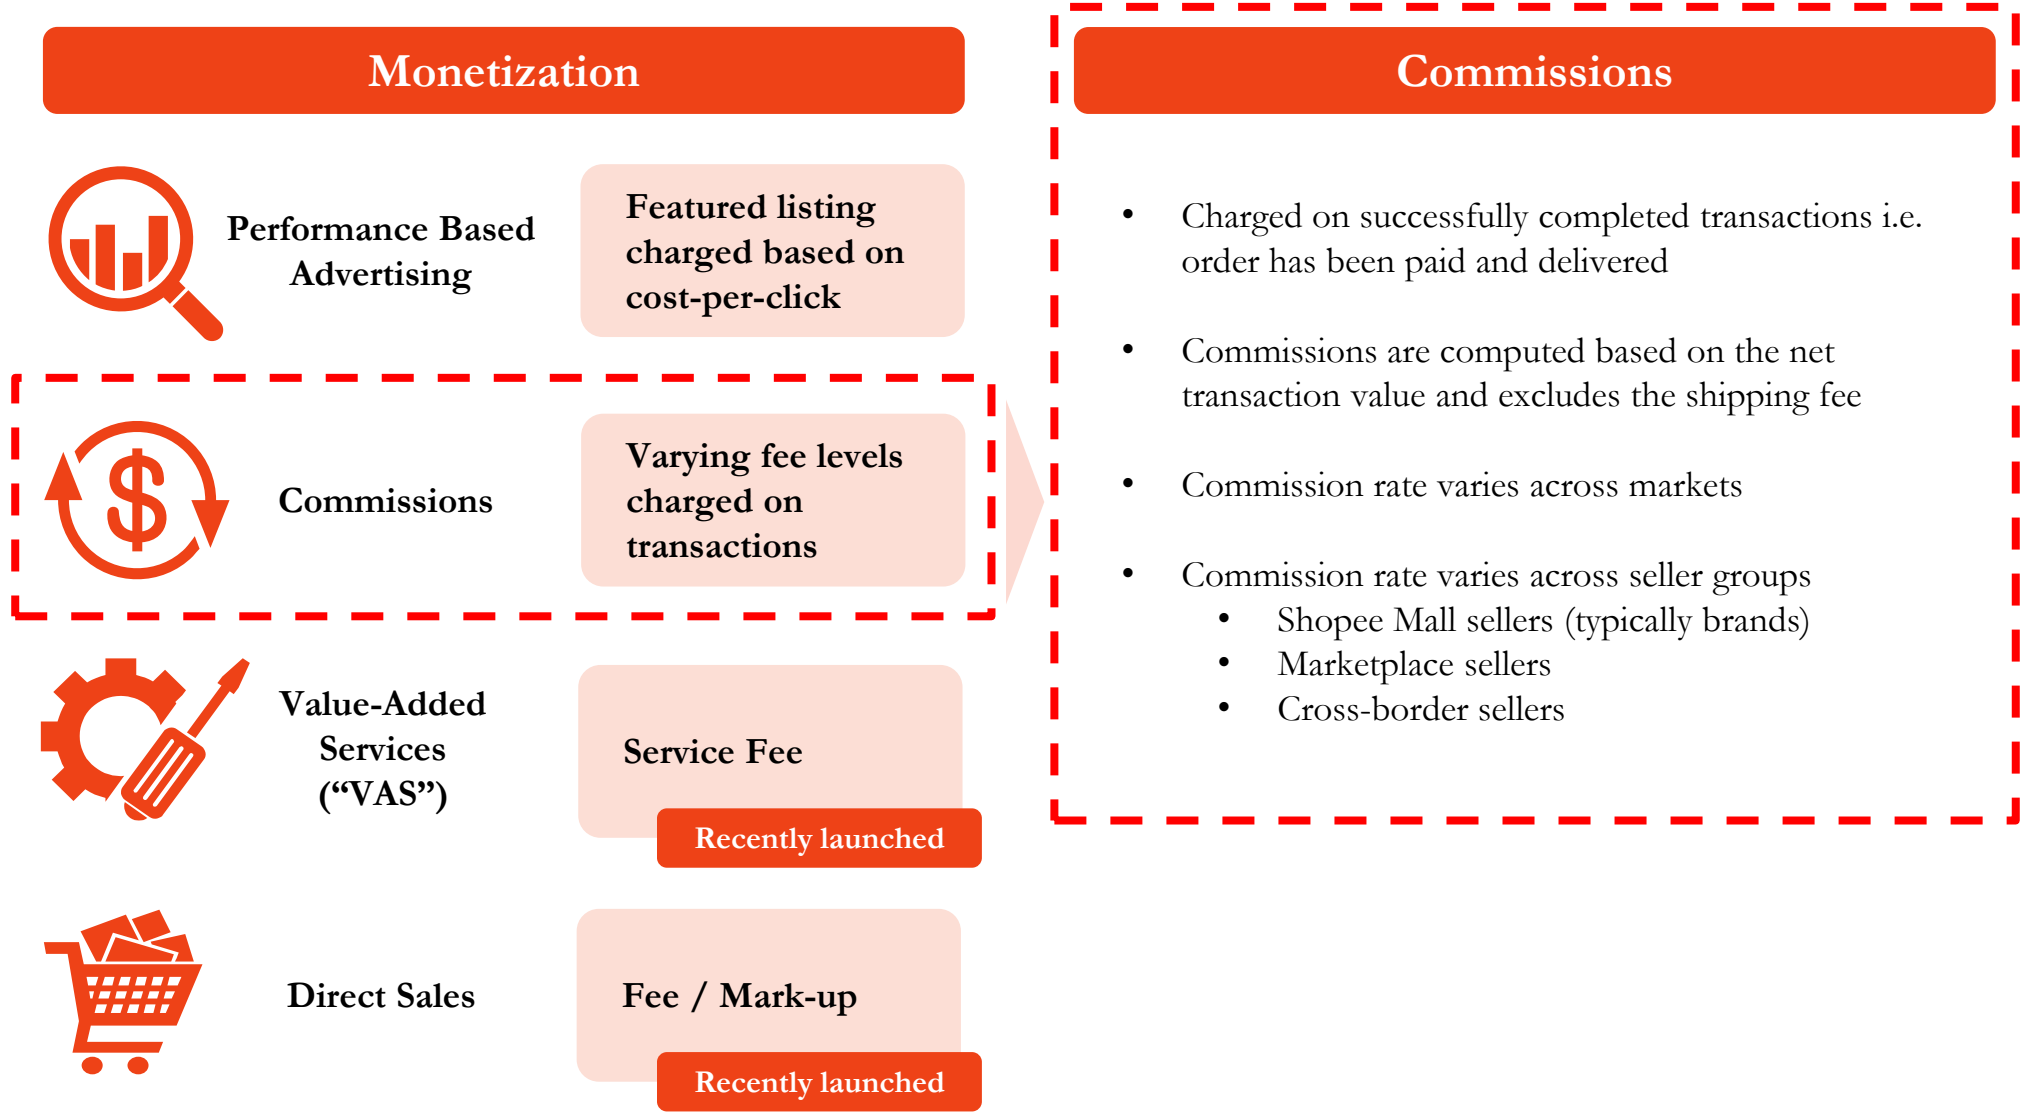 Monetization
Performance Based
Advertising
Featured listing
charged based on
cost-per-click
Commissions
Varying fee levels
charged on
transactions
Value-Added
Services
(“VAS”)
Service Fee
Recently launched
Direct Sales
Fee / Mark-up
Recently launched
Commissions
• Charged on successfully completed transactions i.e.
order has been paid and delivered
• Commissions are computed based on the net
transaction value and excludes the shipping fee
• Commission rate varies across markets
• Commission rate varies across seller groups
• Shopee Mall sellers (typically brands)
• Marketplace sellers
• Cross-border sellers